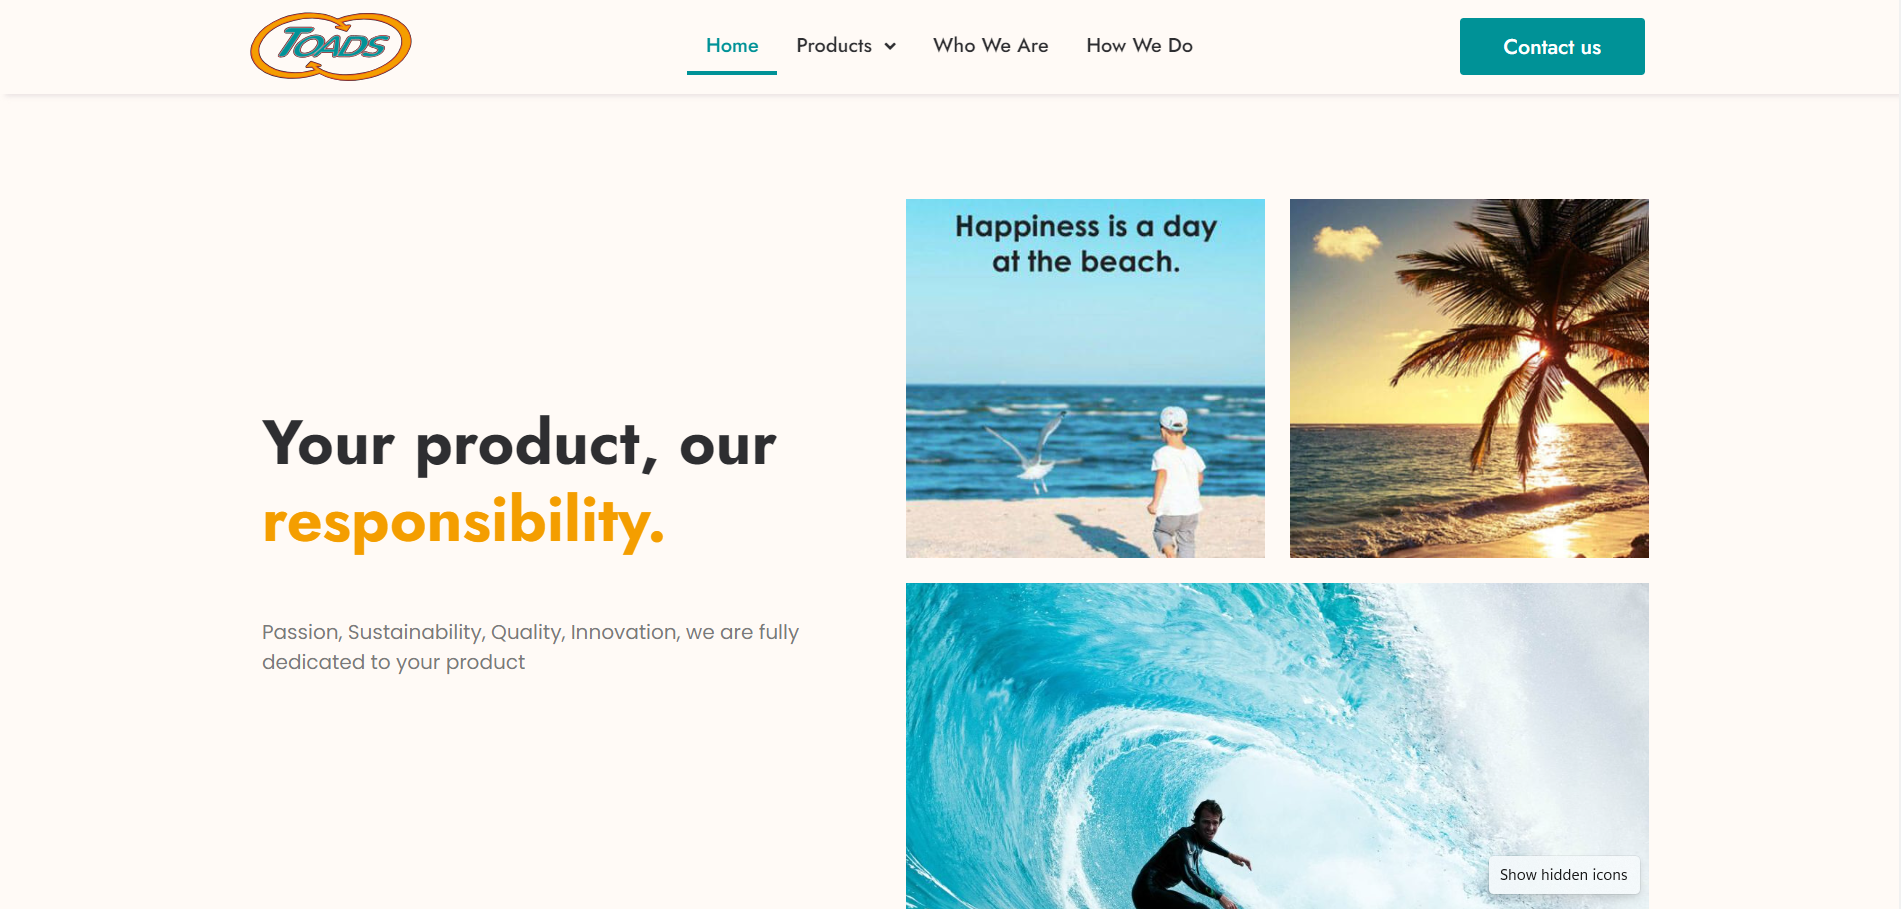 TOADS
Home
Products
Who We Are
How We Do
Contact us
Happiness is a day
at the beach.
Your product, our
responsibility.
Passion, Sustainability, Quality, Innovation, we are fully
dedicated to your product
Show hidden icons